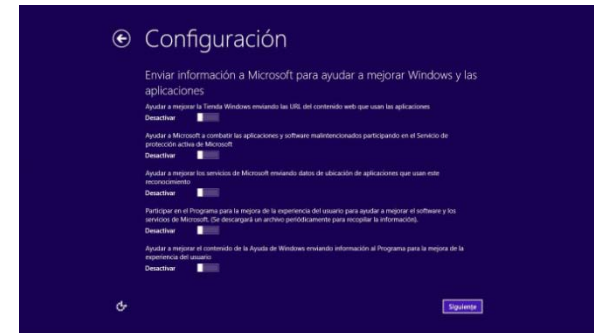 Configuración
Enviar información a Microsoft para ayudar a mejorar Windows y las
aplicaciones
Ayudar a mejorar la Tienda Windows enviando las URL del contenido web que usan las aplicaciones
Desactivar
Ayudar a Microsoft a combatir las aplicaciones y software malintencionados participando en el Servicio de
protección activa de Microsoft
Desactivar
Ayudar a mejorar los servicios de Microsoft enviando datos de ubicación de aplicaciones que usan este
reconocimiento
Desactivar
Participar en el Programa para la mejora de la experiencia del usuario para ayudar a mejorar el software y los
servicios de Microsoft. (Se descargará un archivo periódicamente para recopilar la información).
Desactivar
Ayudar a mejorar el contenido de la Ayuda de Windows enviando información al Programa para la mejora de la
experiencia del usuario
Desactivar
Siguiente